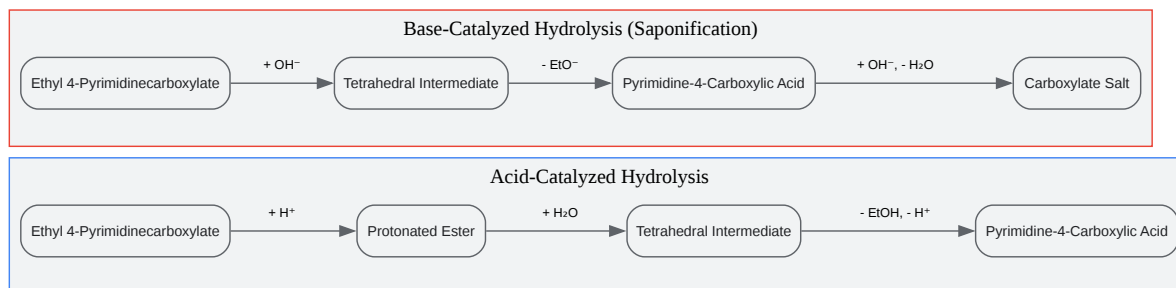 Base-Catalyzed Hydrolysis (Saponification)
+ OH⁻
- EtO⁻
+ OH⁻, - H₂O
Ethyl 4-Pyrimidinecarboxylate
Tetrahedral Intermediate
Pyrimidine-4-Carboxylic Acid
Carboxylate Salt
Acid-Catalyzed Hydrolysis
+ H⁺
+ H₂O
- EtOH, - H⁺
Ethyl 4-Pyrimidinecarboxylate
Protonated Ester
Tetrahedral Intermediate
Pyrimidine-4-Carboxylic Acid